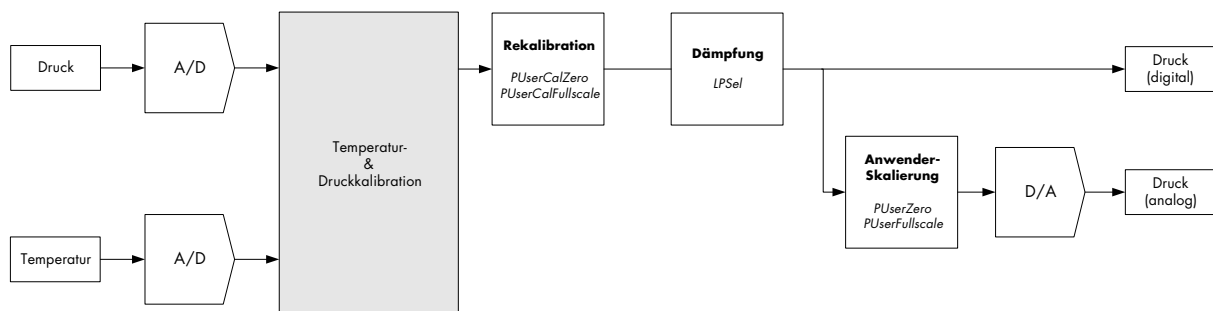 Druck
A/D
Temperatur
A/D
Temperatur-
&
Druckkalibration
Rekalibration
PUserCalZero
PUserCalFullscale
Dämpfung
LPSel
Druck
(digital)
Anwender-
Skalierung
PUserZero
PUserFullscale
D/A
Druck
(analog)